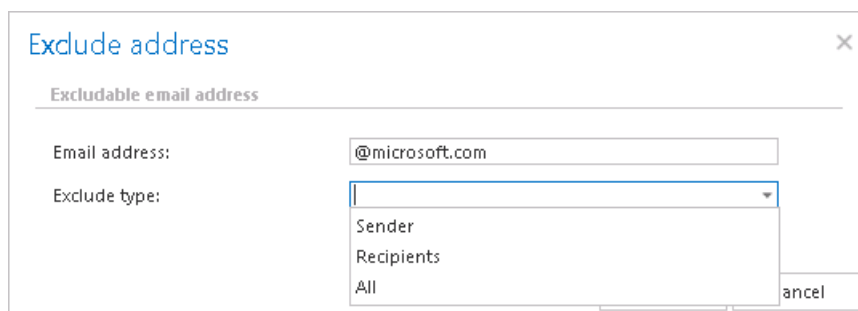 Exclude address
Excludable email address
Email address:
@microsoft.com
Exclude type:
Sender
Recipients
All
ancel